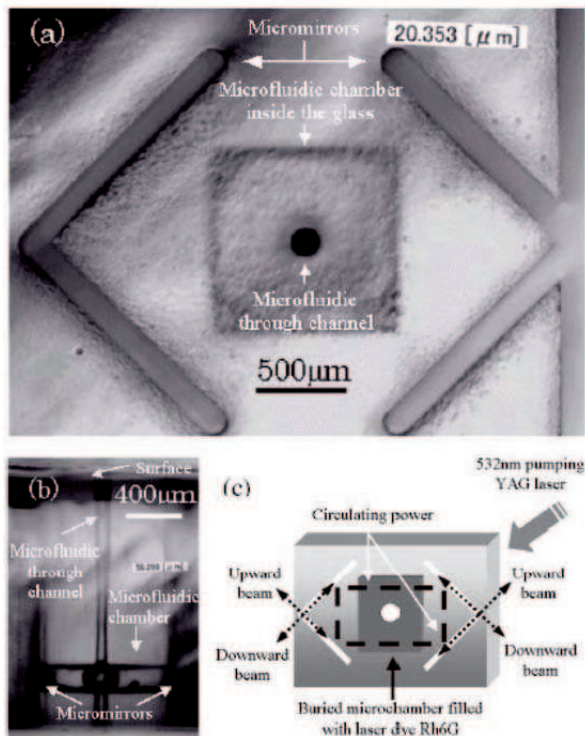 (a)
Micromirrors
20.353 [μm]
Microfluidic chamber
inside the glass
Microfluidic
through channel
500μm
(b)
Surface
400μm
Microfluidic
through
channel
Microfluidic
chamber
Micromirrors
(c)
532nm pumping
YAG laser
Circulating power
Upward
beam
Upward
beam
Downward
beam
Downward
beam
Buried microchamber filled
with laser dye Rh6G